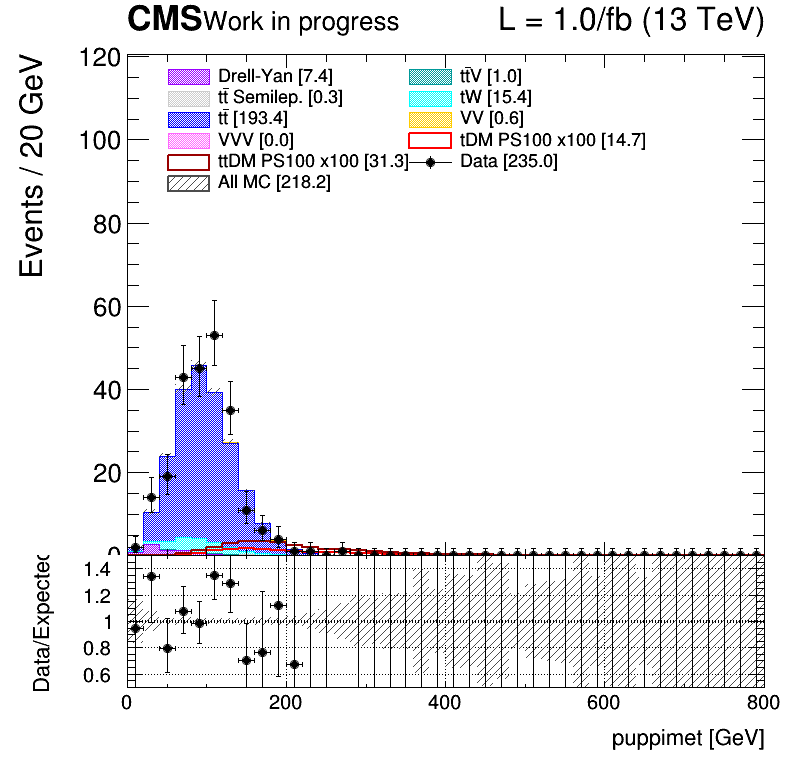 CMS Work in progress L = 1.0/fb (13 TeV)
Events / 20 GeV
120
100
80
60
40
20
0
Drell-Yan [7.4] tt̄V [1.0]
tt̄ Semilep. [0.3] tW [15.4]
tt̄ [193.4] VV [0.6]
VVV [0.0] tDM PS100 x100 [14.7]
ttDM PS100 x100 [31.3] Data [235.0]
All MC [218.2]
Data/Expected
1.4
1.2
1
0.8
0.6
0 200 400 600 800
puppimet [GeV]